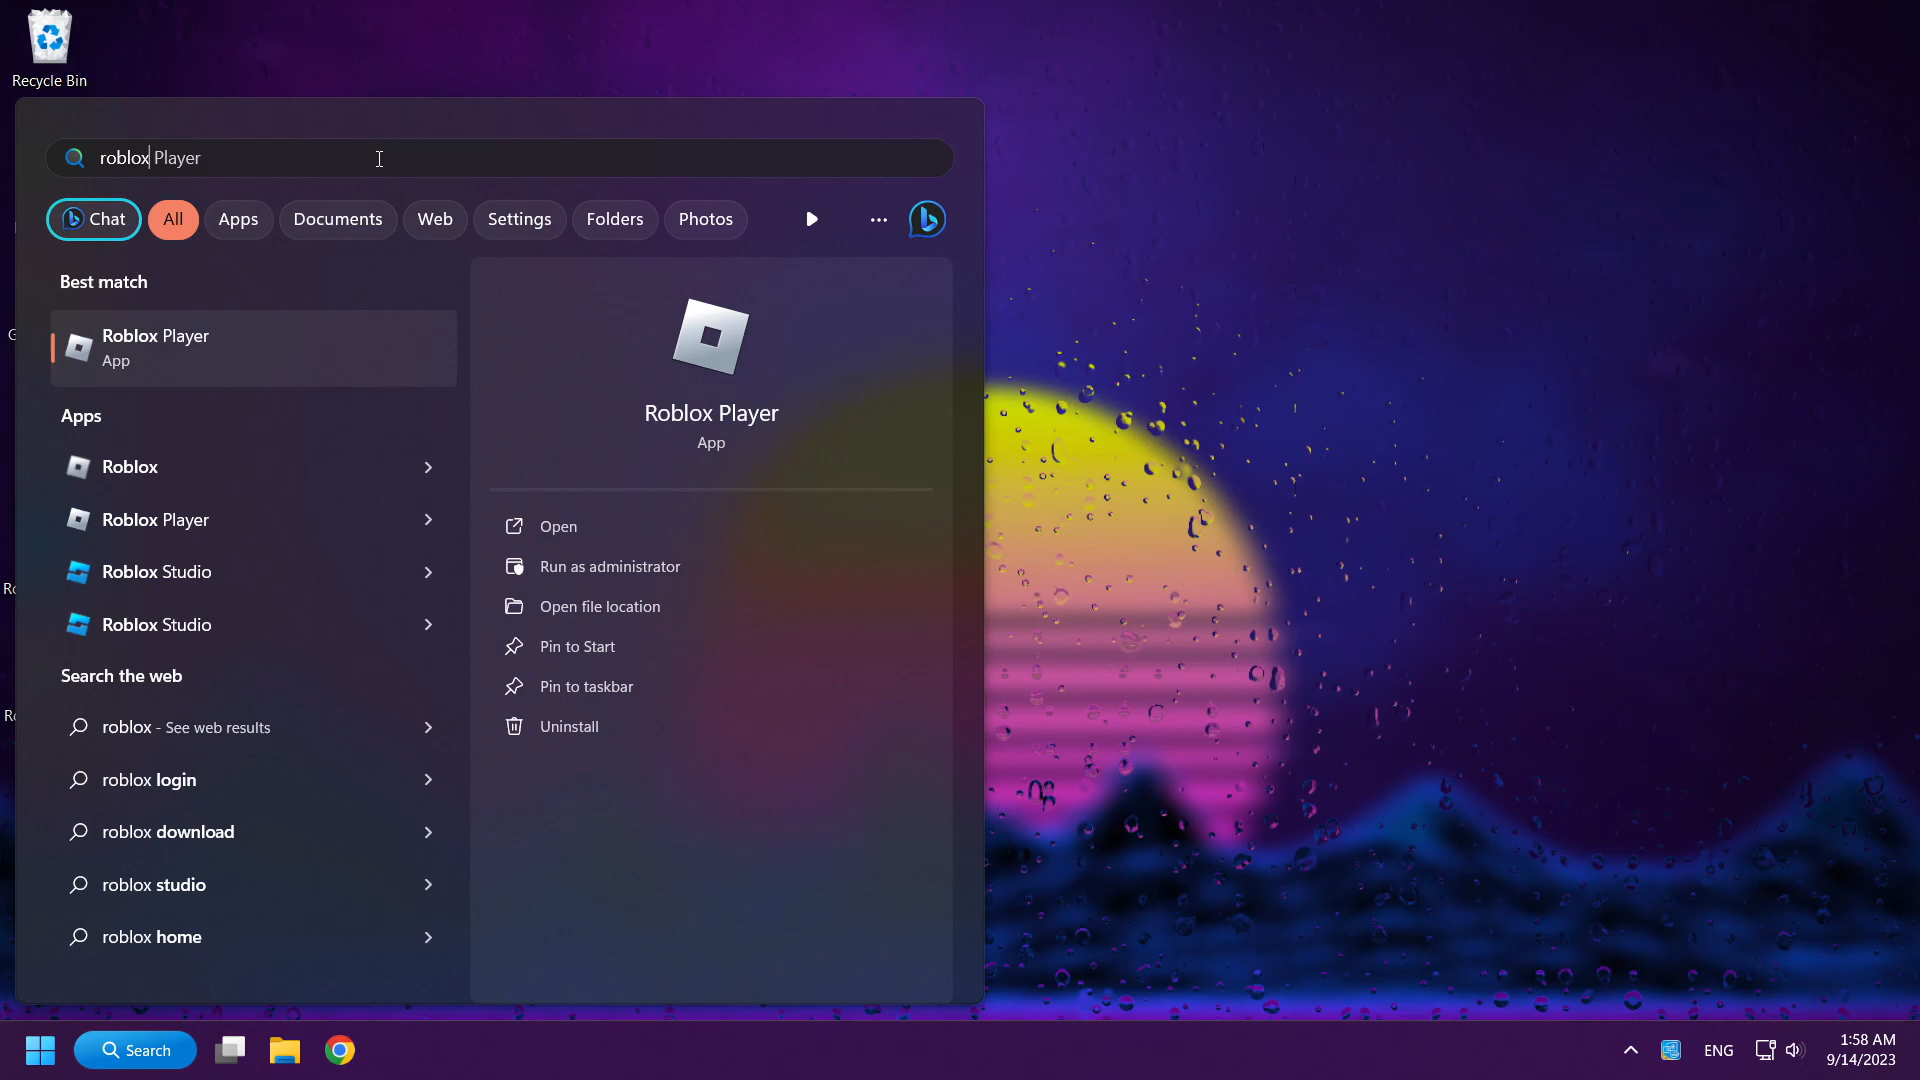 Recycle Bin
roblox Player
Chat
All
Apps
Documents
Web
Settings
Folders
Photos
Best match
Roblox Player
App
Apps
Roblox
Roblox Player
Roblox Studio
Roblox Studio
Search the web
roblox - See web results
roblox login
roblox download
roblox studio
roblox home
Roblox Player
App
Open
Run as administrator
Open file location
Pin to Start
Pin to taskbar
Uninstall
Search
ENG
1:58 AM
9/14/2023